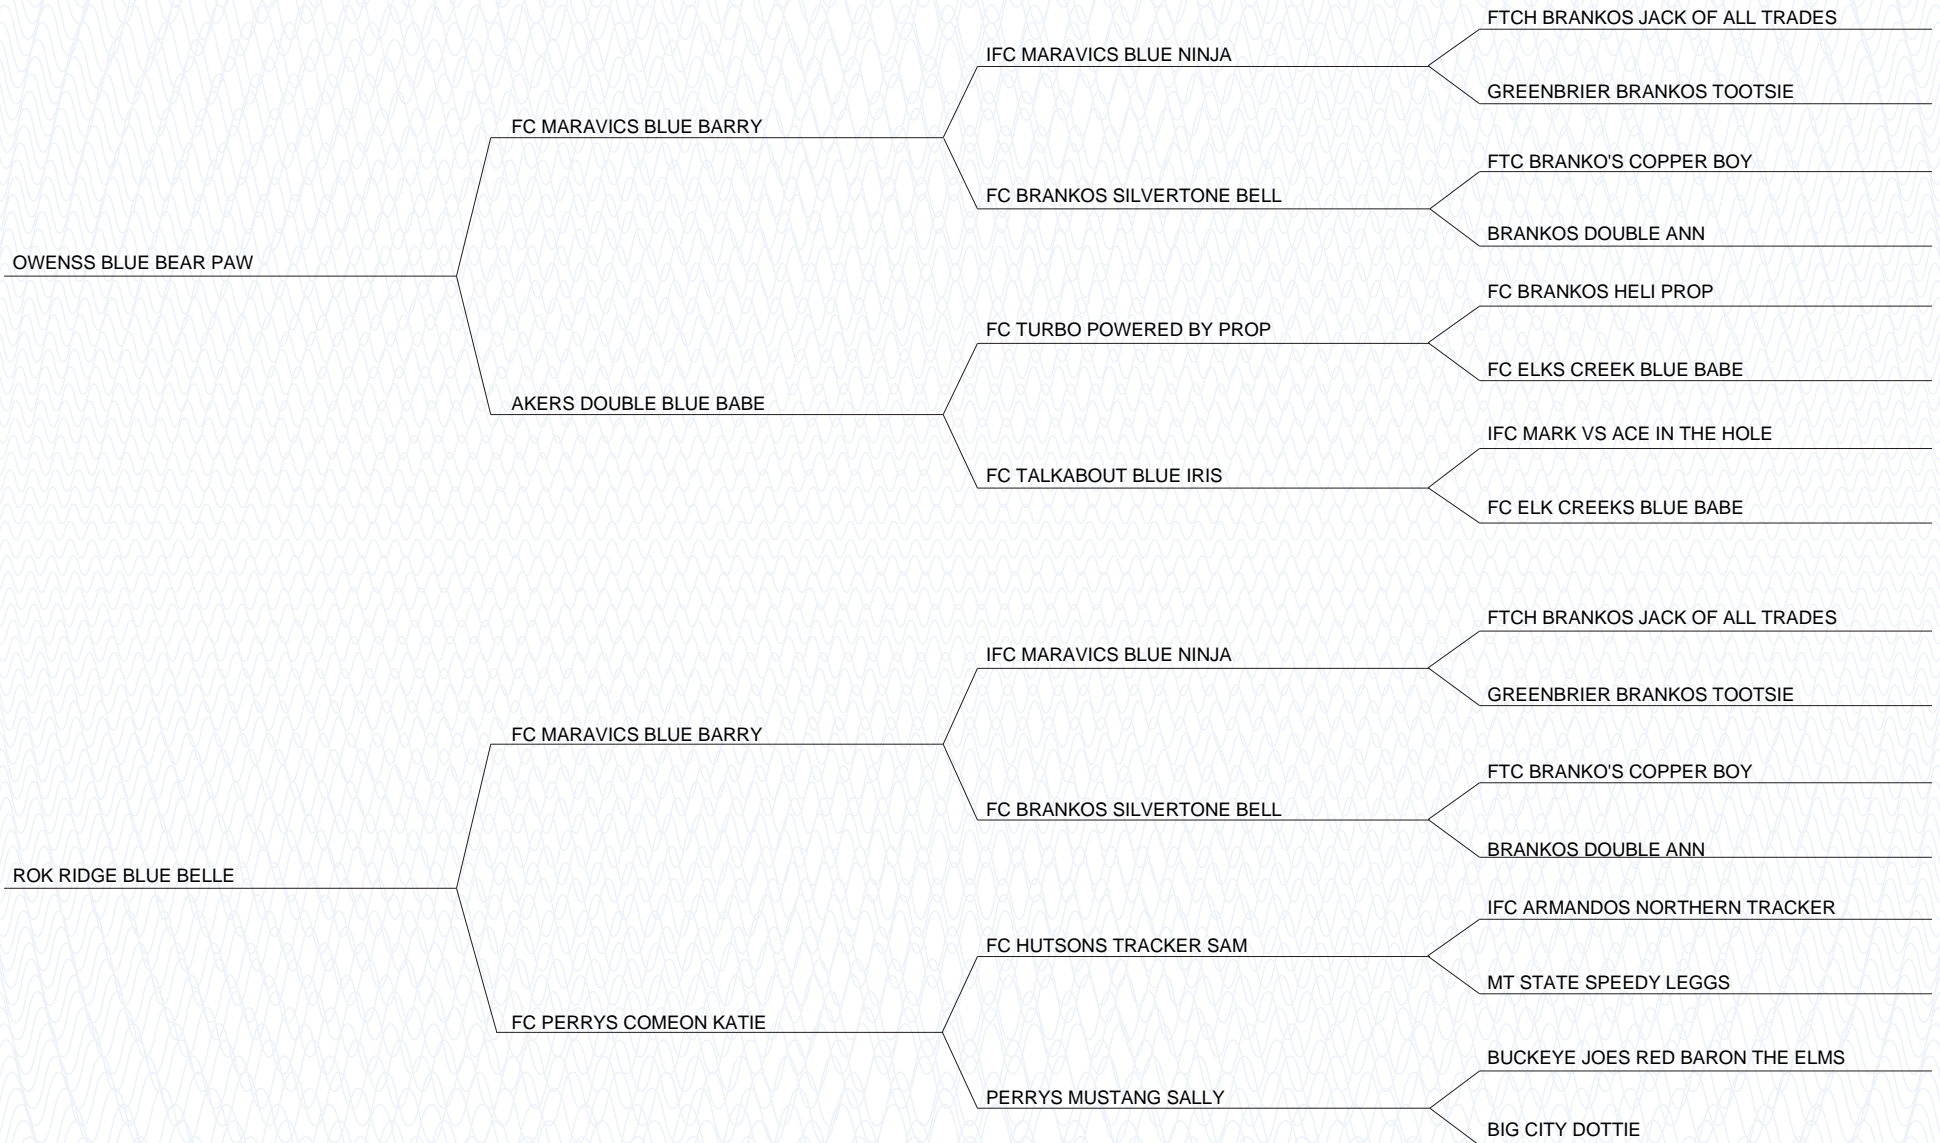 FTCH BRANKOS JACK OF ALL TRADES
IFC MARAVICS BLUE NINJA
GREENBRIER BRANKOS TOOTSIE
FC MARAVICS BLUE BARRY
FTC BRANKO'S COPPER BOY
FC BRANKOS SILVERTONE BELL
BRANKOS DOUBLE ANN
OWENSS BLUE BEAR PAW
FC BRANKOS HELI PROP
FC TURBO POWERED BY PROP
FC ELKS CREEK BLUE BABE
AKERS DOUBLE BLUE BABE
IFC MARK VS ACE IN THE HOLE
FC TALKABOUT BLUE IRIS
FC ELK CREEKS BLUE BABE
FTCH BRANKOS JACK OF ALL TRADES
IFC MARAVICS BLUE NINJA
GREENBRIER BRANKOS TOOTSIE
FC MARAVICS BLUE BARRY
FTC BRANKO'S COPPER BOY
FC BRANKOS SILVERTONE BELL
BRANKOS DOUBLE ANN
ROK RIDGE BLUE BELLE
IFC ARMANDOS NORTHERN TRACKER
FC HUTSONS TRACKER SAM
MT STATE SPEEDY LEGGS
FC PERRYS COMEON KATIE
BUCKEYE JOES RED BARON THE ELMS
PERRYS MUSTANG SALLY
BIG CITY DOTTIE